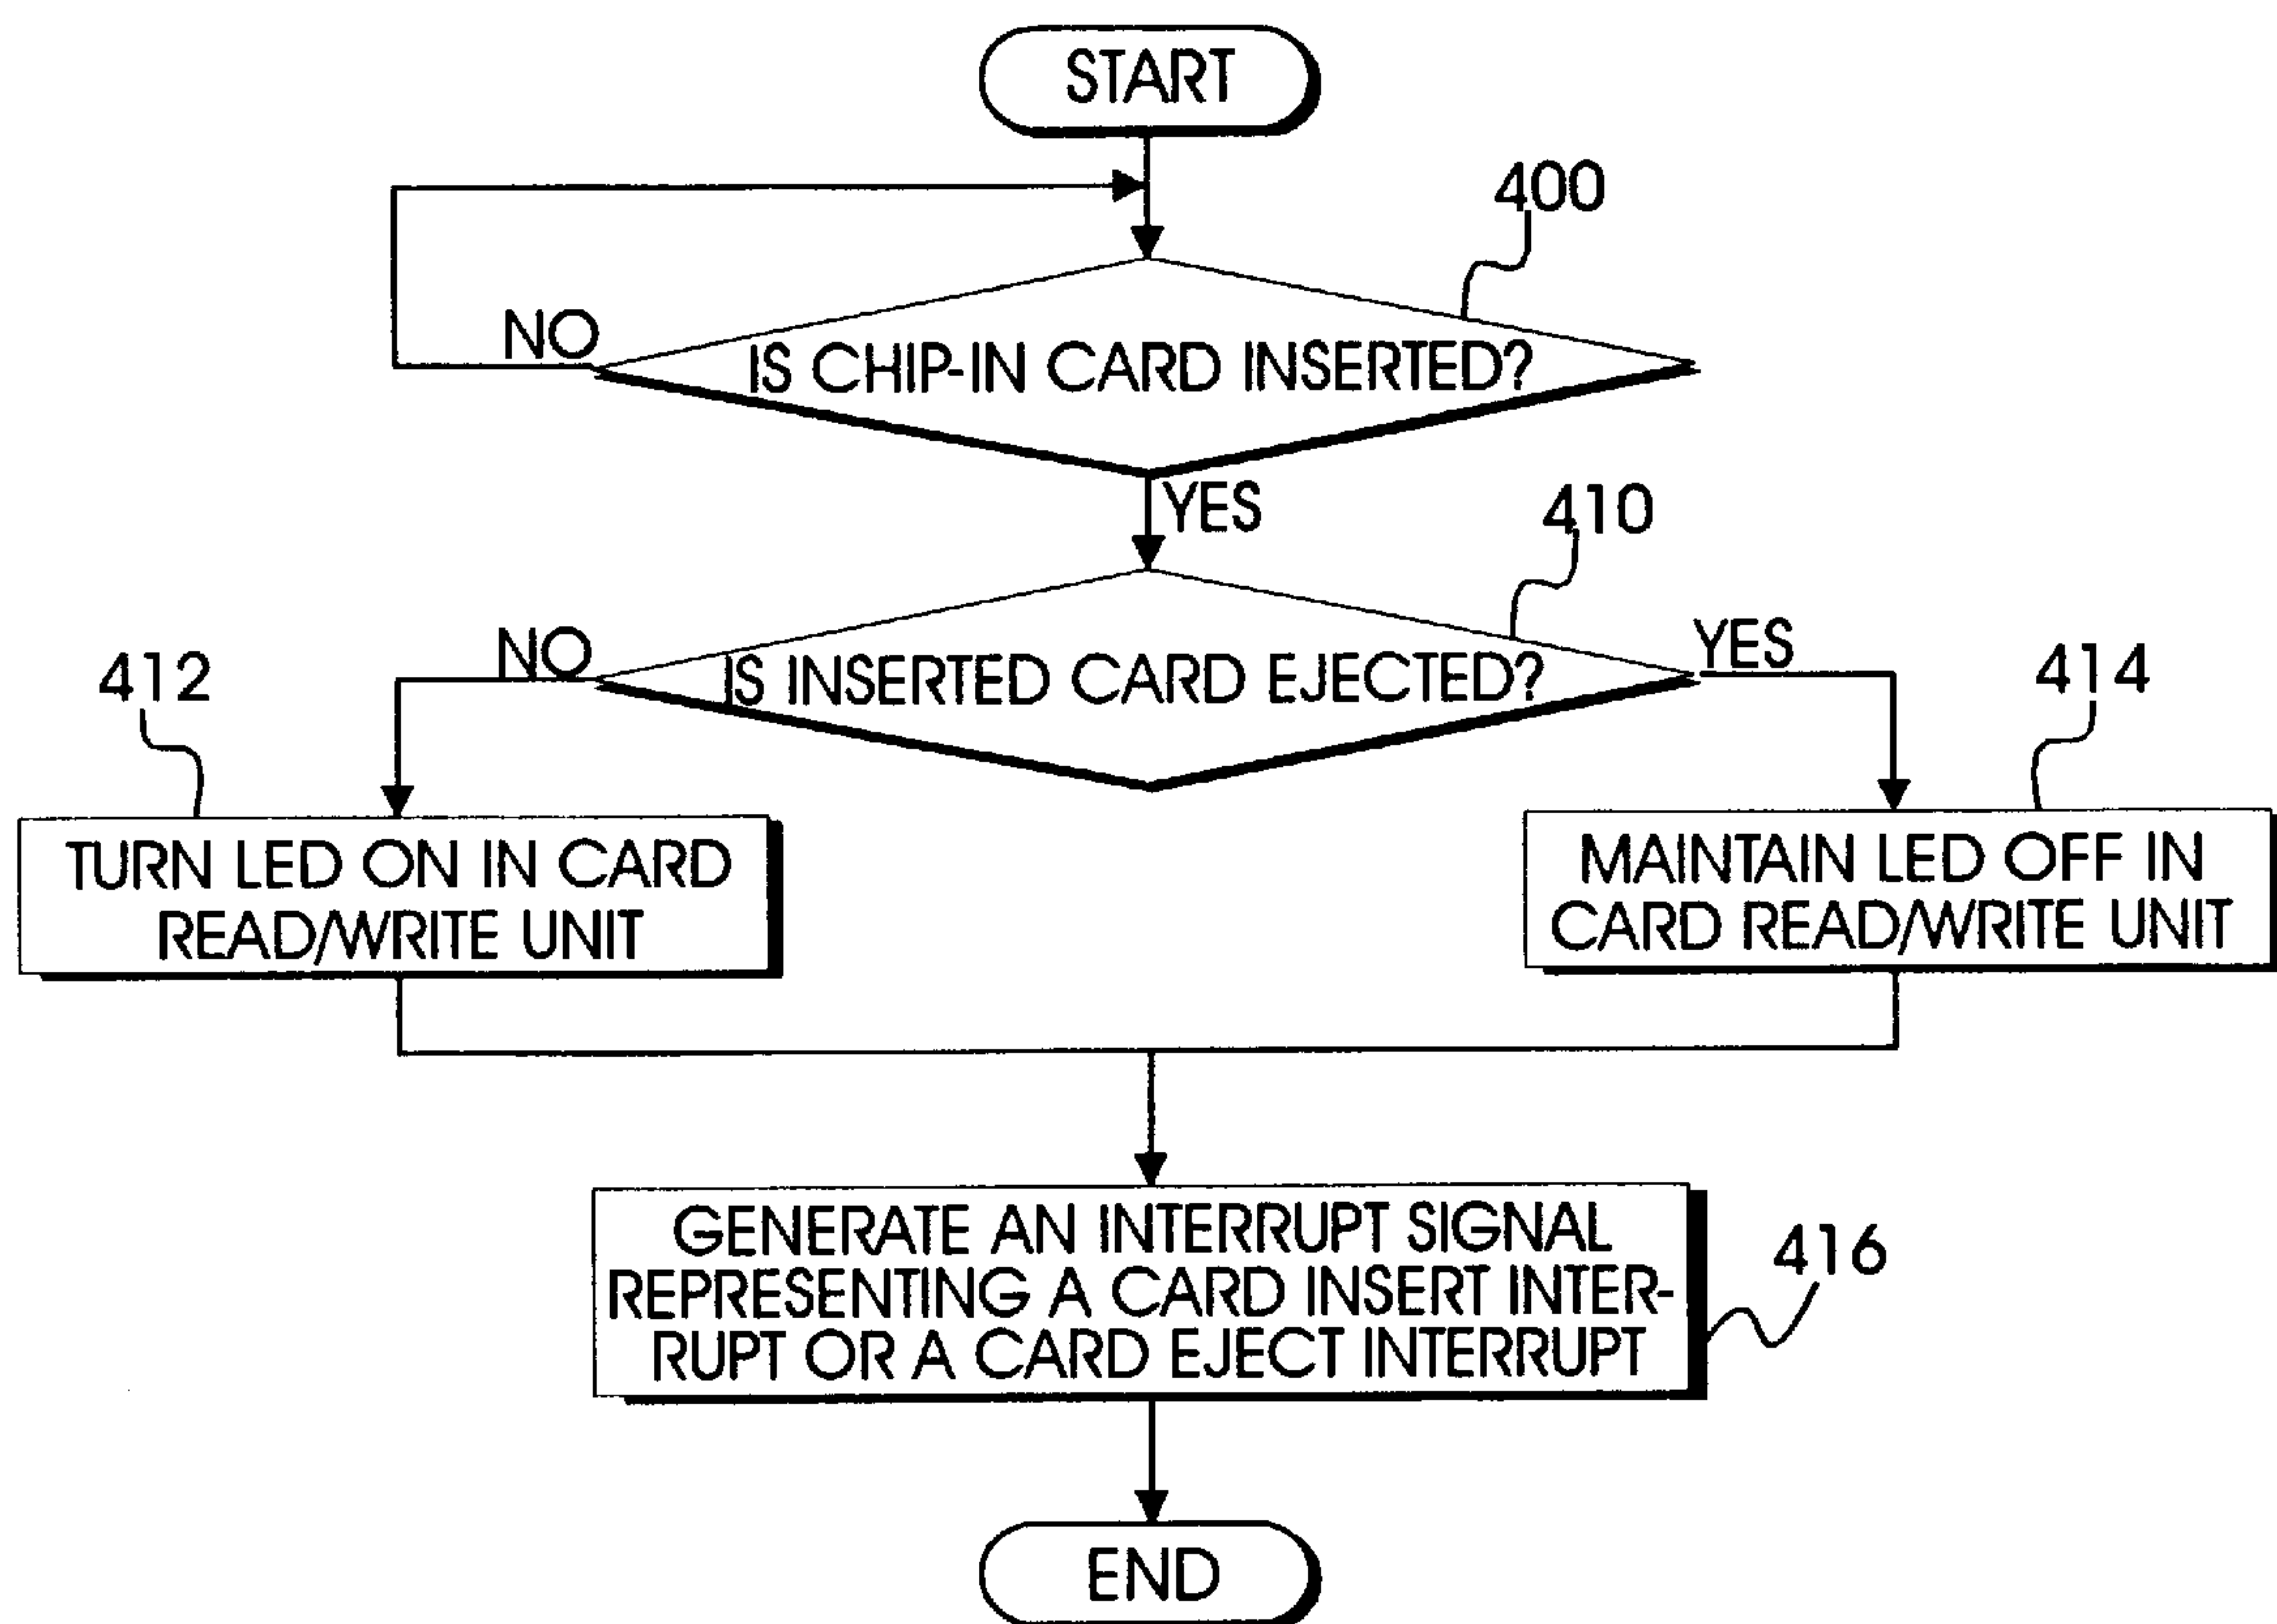 START
400
NO
IS CHIP-IN CARD INSERTED?
YES
410
NO
IS INSERTED CARD EJECTED?
YES
412
414
TURN LED ON IN CARD
READ/WRITE UNIT
MAINTAIN LED OFF IN
CARD READ/WRITE UNIT
GENERATE AN INTERRUPT SIGNAL
REPRESENTING A CARD INSERT INTER-
RUPT OR A CARD EJECT INTERRUPT
416
END